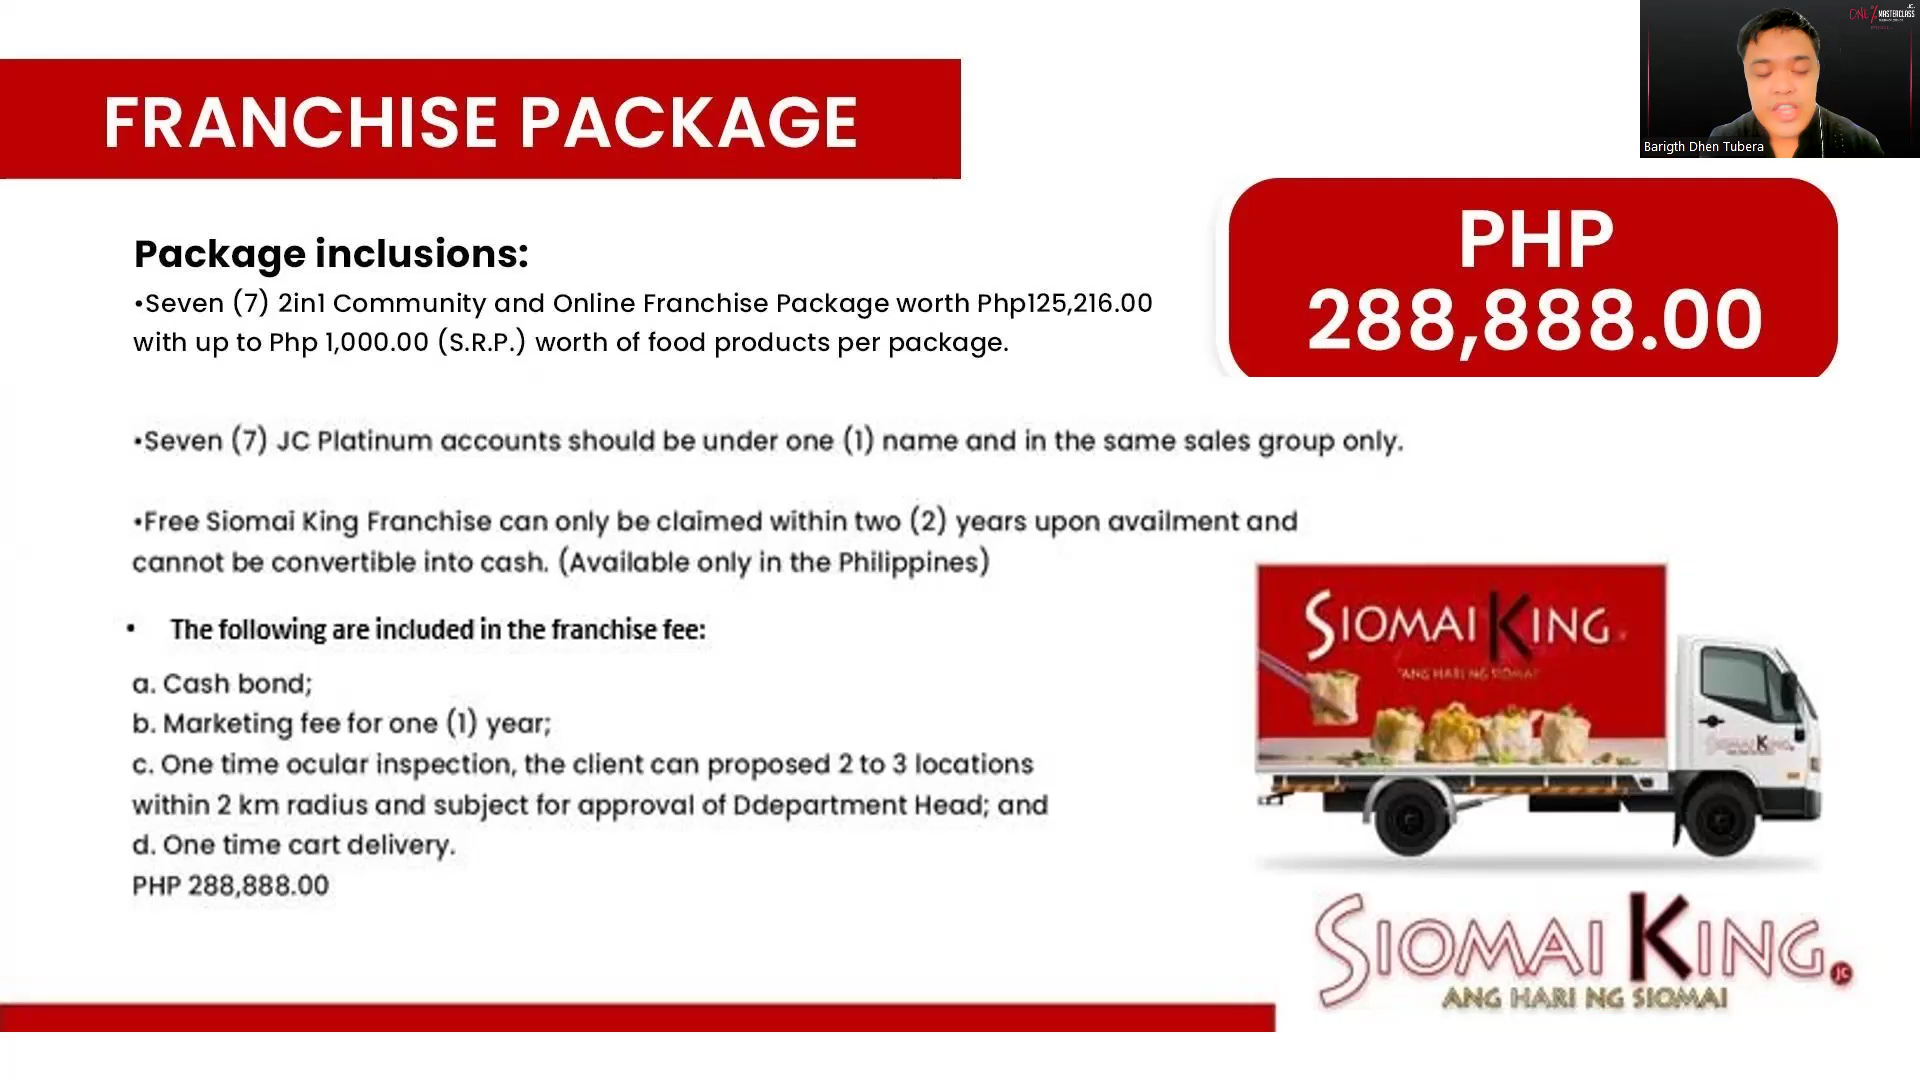 ONE% MASTERCLASS
Barigth Dhen Tubera
FRANCHISE PACKAGE
PHP
288,888.00
Package inclusions:
•Seven (7) 2in1 Community and Online Franchise Package worth Php125,216.00
with up to Php 1,000.00 (S.R.P.) worth of food products per package.
•Seven (7) JC Platinum accounts should be under one (1) name and in the same sales group only.
•Free Siomai King Franchise can only be claimed within two (2) years upon availment and
cannot be convertible into cash. (Available only in the Philippines)
• The following are included in the franchise fee:
a. Cash bond;
b. Marketing fee for one (1) year;
c. One time ocular inspection, the client can proposed 2 to 3 locations
within 2 km radius and subject for approval of Ddepartment Head; and
d. One time cart delivery.
PHP 288,888.00
SIOMAI KING
"ANG HARI NG SIOMAI"
SIOMAI KING
SIOMAI KING
JC
ANG HARI NG SIOMAI